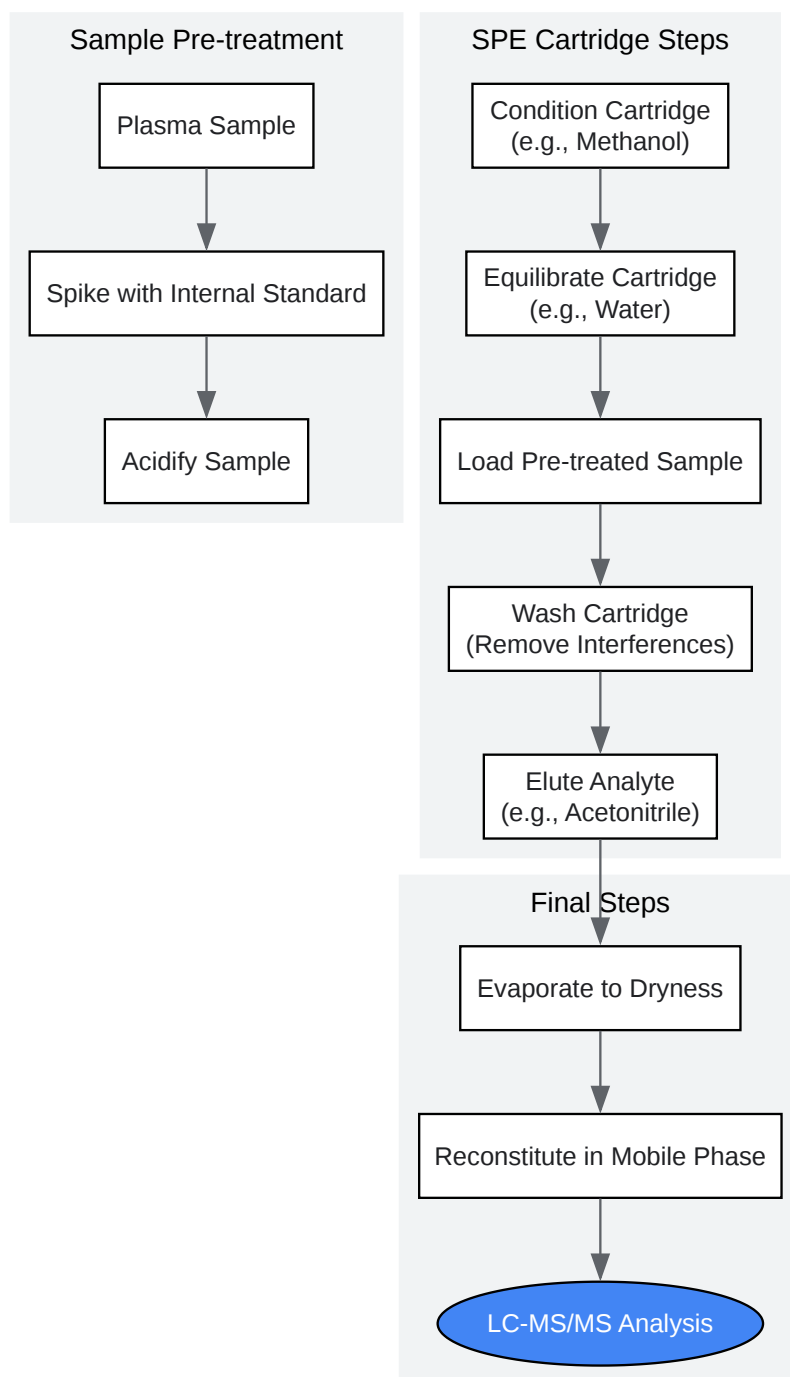 Sample Pre-treatment
Plasma Sample
Spike with Internal Standard
Acidify Sample
SPE Cartridge Steps
Condition Cartridge
(e.g., Methanol)
Equilibrate Cartridge
(e.g., Water)
Load Pre-treated Sample
Wash Cartridge
(Remove Interferences)
Elute Analyte
(e.g., Acetonitrile)
Final Steps
Evaporate to Dryness
Reconstitute in Mobile Phase
LC-MS/MS Analysis